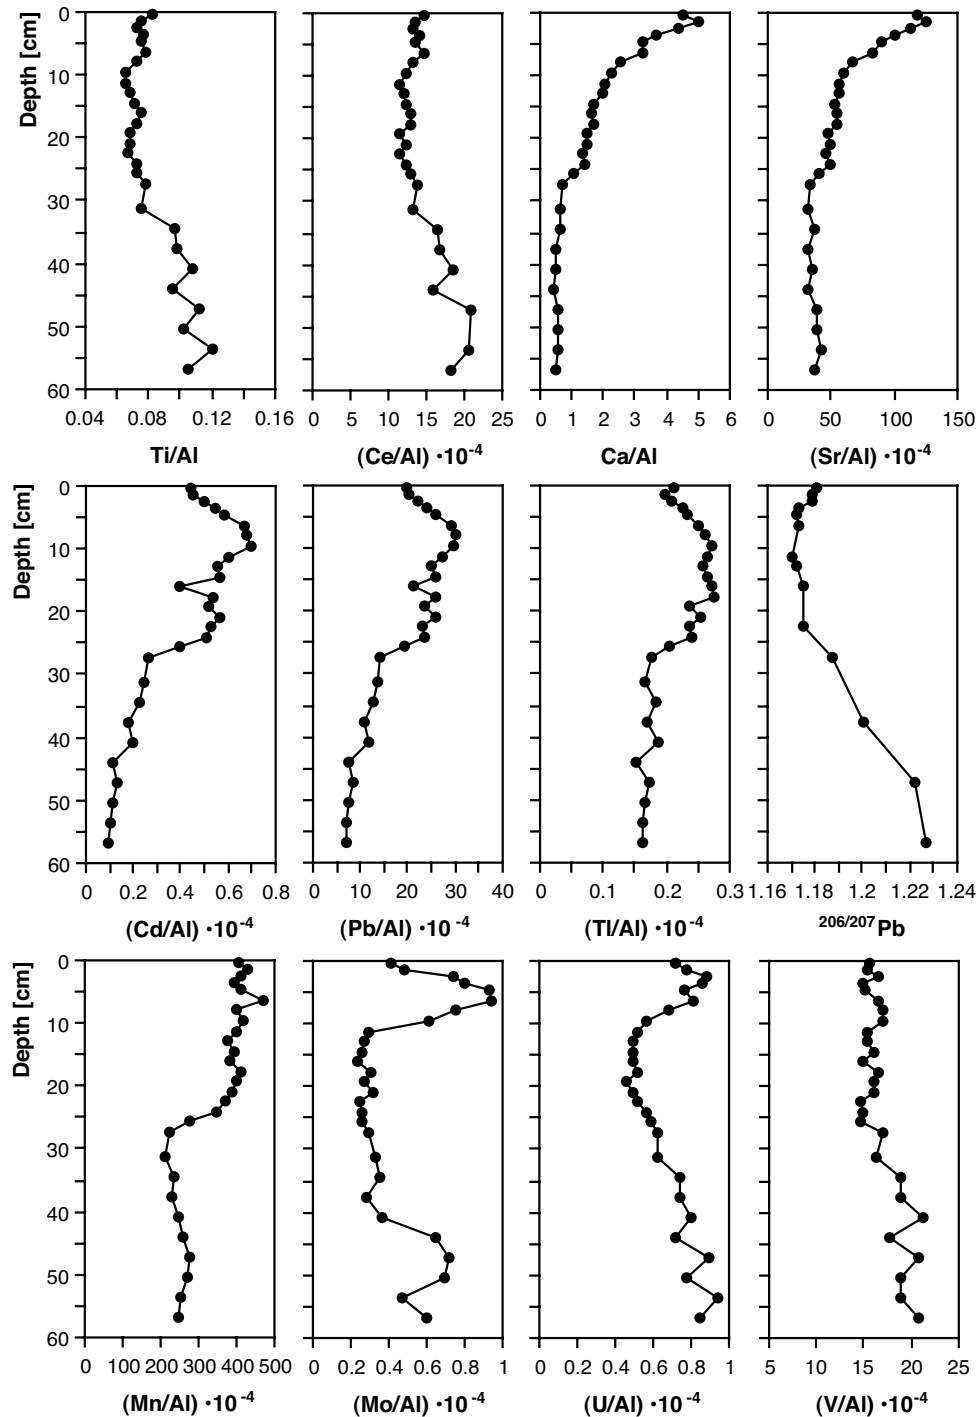 0
10
20
30
40
50
60
Depth [cm]
0.04 0.08 0.12 0.16
0 5 10 15 20 25
0 1 2 3 4 5 6
0 50 100 150
Ti/Al
(Ce/Al) ·10⁻⁴
Ca/Al
(Sr/Al) ·10⁻⁴
0
10
20
30
40
50
60
Depth [cm]
0 0.2 0.4 0.6 0.8
0 10 20 30 40
0 0.1 0.2 0.3
1.16 1.18 1.2 1.22 1.24
(Cd/Al) ·10⁻⁴
(Pb/Al) ·10⁻⁴
(Tl/Al) ·10⁻⁴
²⁰⁶/²⁰⁷Pb
0
10
20
30
40
50
60
Depth [cm]
0 100 200 300 400 500
0 0.2 0.4 0.6 0.8 1
0 0.2 0.4 0.6 0.8 1
5 10 15 20 25
(Mn/Al) ·10⁻⁴
(Mo/Al) ·10⁻⁴
(U/Al) ·10⁻⁴
(V/Al) ·10⁻⁴